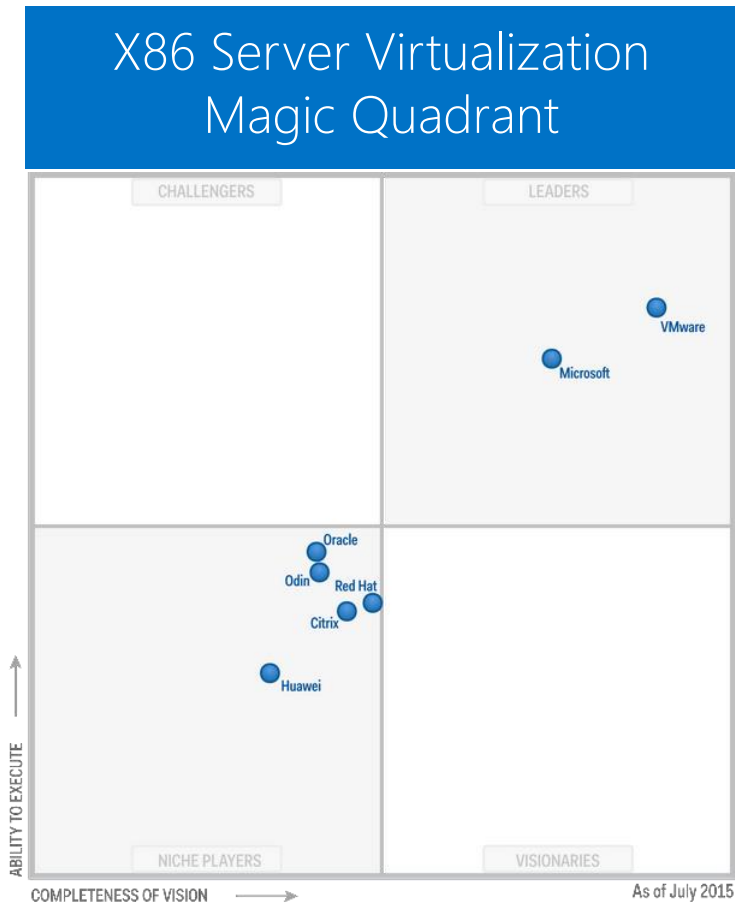 X86 Server Virtualization
Magic Quadrant
CHALLENGERS
LEADERS
VMware
Microsoft
Oracle
Odin
Red Hat
Citrix
Huawei
ABILITY TO EXECUTE
NICHE PLAYERS
VISIONARIES
COMPLETENESS OF VISION
As of July 2015